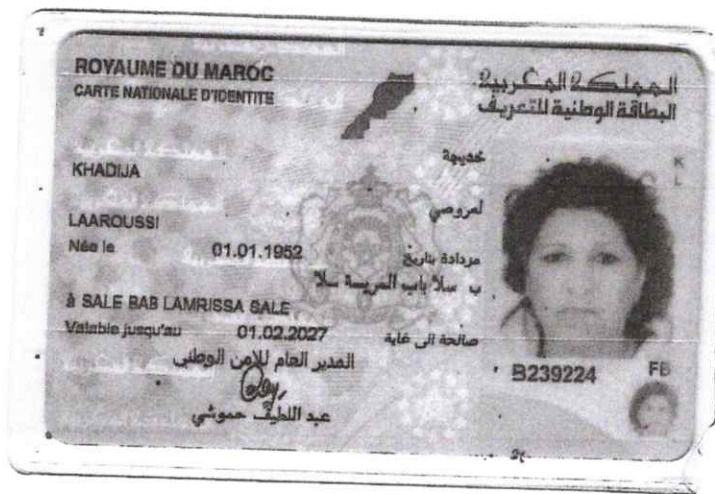 ROYAUME DU MAROC
المملكة المغربية
CARTE NATIONALE D'IDENTITE
البطاقة الوطنية للتعريف
خديجة
KHADIJA
لعروصي
LAAROUSSI
Née le 01.01.1952
مزدادة بتاريخ
ب سلا باب المريسة سلا
à SALE BAB LAMRISSA SALE
Valable jusqu'au 01.02.2027
صالحة الى غاية
المدير العام للأمن الوطني
عبد اللطيف حموشي
B239224